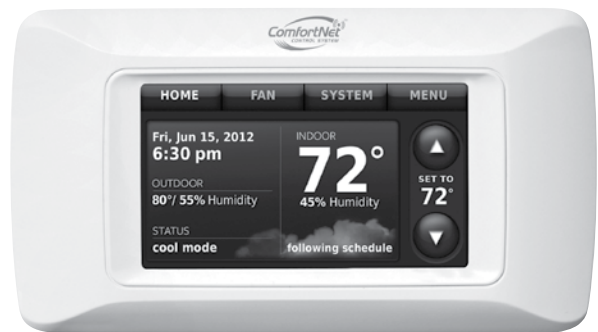 ComfortNet
CONTROL SYSTEM
HOME FAN SYSTEM MENU
Fri, Jun 15, 2012
6:30 pm
OUTDOOR
80°/ 55% Humidity
STATUS
cool mode
INDOOR
72°
45% Humidity
following schedule
SET TO
72°